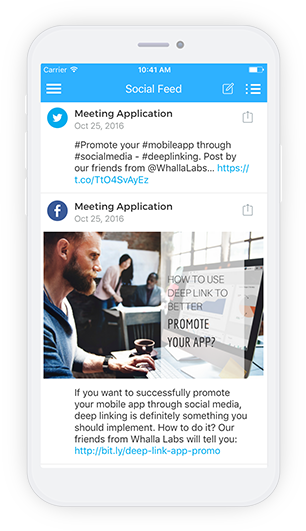 Carrier 10:41 AM
Social Feed
Meeting Application
Oct 25, 2016
#Promote your #mobileapp through
#socialmedia - #deeplinking. Post by
our friends from @WhallaLabs... https://
t.co/TtO4SvAyEz
Meeting Application
Oct 25, 2016
HOW TO USE
DEEP LINK TO
BETTER
PROMOTE
YOUR APP?
If you want to successfully promote
your mobile app through social media,
deep linking is definitely something you
should implement. How to do it? Our
friends from Whalla Labs will tell you:
http://bit.ly/deep-link-app-promo